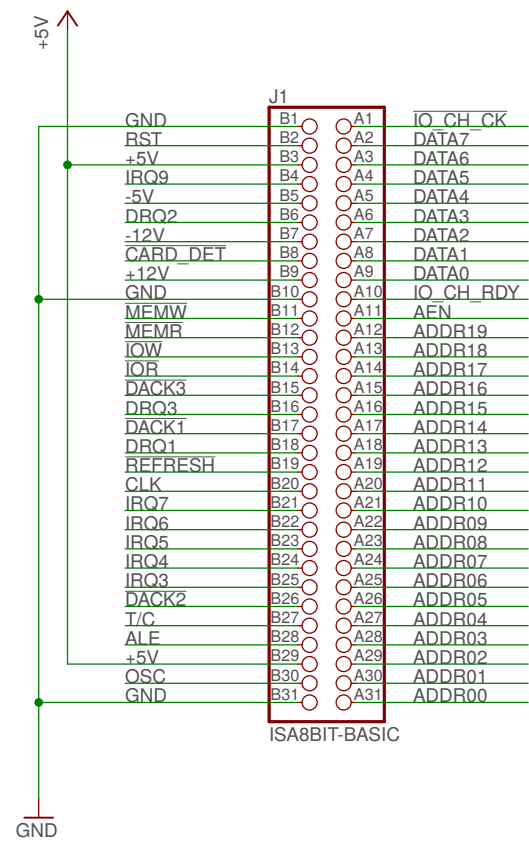 +5V
J1
GND B1 A1 IO_CH_CK
RST B2 A2 DATA7
+5V B3 A3 DATA6
IRQ9 B4 A4 DATA5
-5V B5 A5 DATA4
DRQ2 B6 A6 DATA3
-12V B7 A7 DATA2
CARD_DET B8 A8 DATA1
+12V B9 A9 DATA0
GND B10 A10 IO_CH_RDY
MEMW B11 A11 AEN
MEMR B12 A12 ADDR19
IOW B13 A13 ADDR18
IOR B14 A14 ADDR17
DACK3 B15 A15 ADDR16
DRQ3 B16 A16 ADDR15
DACK1 B17 A17 ADDR14
DRQ1 B18 A18 ADDR13
REFRESH B19 A19 ADDR12
CLK B20 A20 ADDR11
IRQ7 B21 A21 ADDR10
IRQ6 B22 A22 ADDR09
IRQ5 B23 A23 ADDR08
IRQ4 B24 A24 ADDR07
IRQ3 B25 A25 ADDR06
DACK2 B26 A26 ADDR05
T/C B27 A27 ADDR04
ALE B28 A28 ADDR03
+5V B29 A29 ADDR02
OSC B30 A30 ADDR01
GND B31 A31 ADDR00
ISA8BIT-BASIC
GND